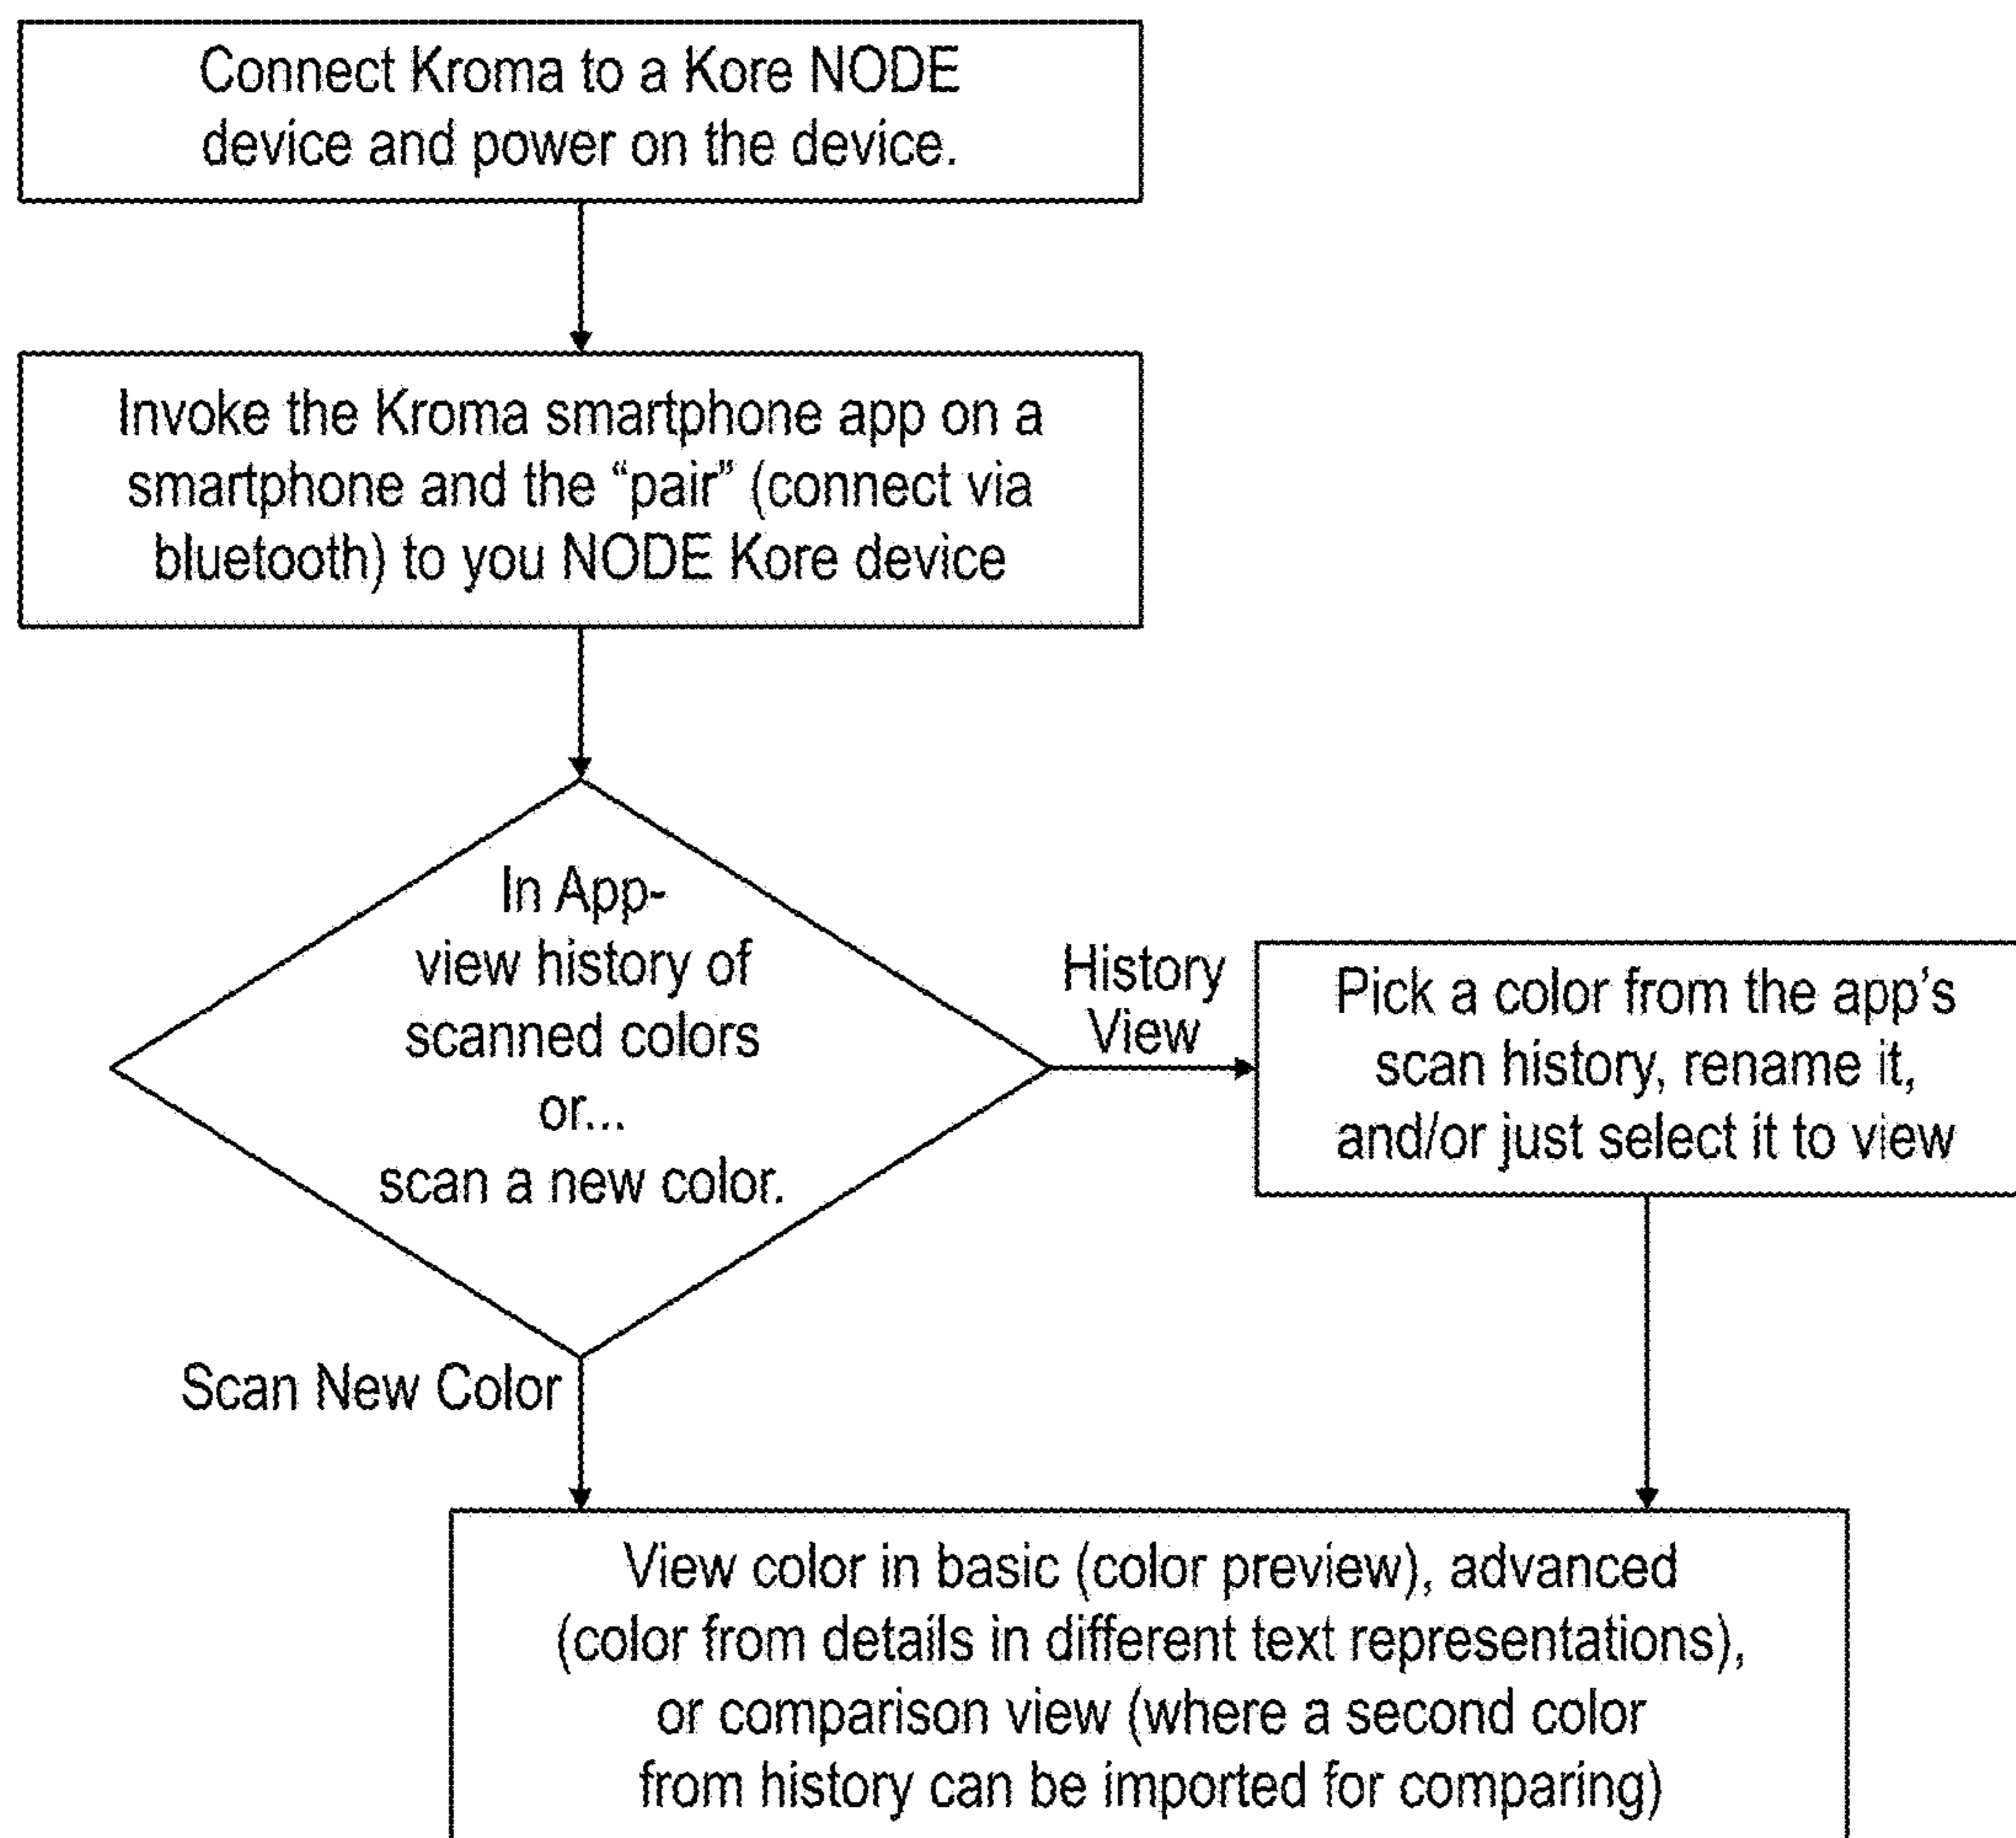 Connect Kroma to a Kore NODE
device and power on the device.
Invoke the Kroma smartphone app on a
smartphone and the “pair” (connect via
bluetooth) to you NODE Kore device
In App-
view history of
scanned colors
or...
scan a new color.
History
View
Pick a color from the app’s
scan history, rename it,
and/or just select it to view
Scan New Color
View color in basic (color preview), advanced
(color from details in different text representations),
or comparison view (where a second color
from history can be imported for comparing)